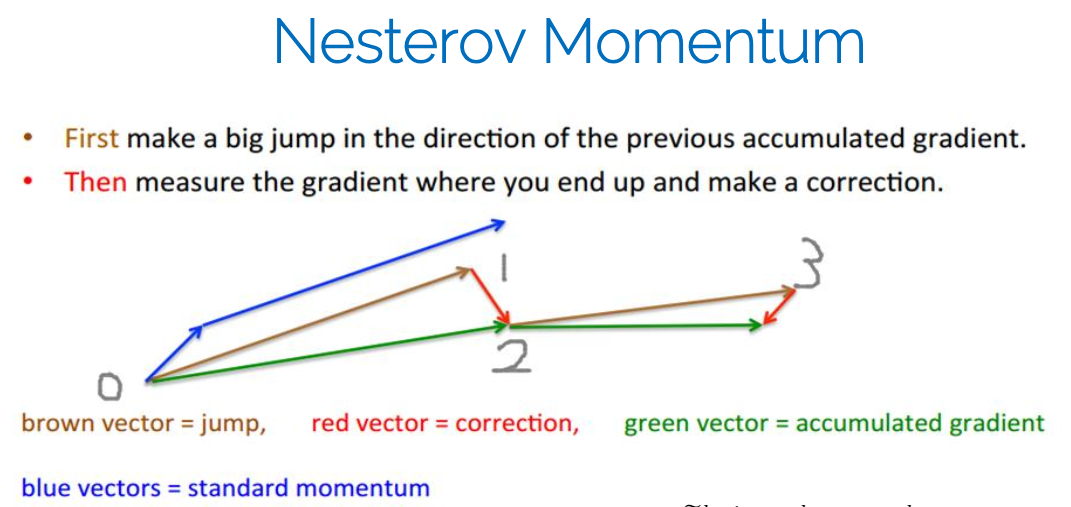 Nesterov Momentum
• First make a big jump in the direction of the previous accumulated gradient.
• Then measure the gradient where you end up and make a correction.
1
3
2
0
brown vector = jump, red vector = correction, green vector = accumulated gradient
blue vectors = standard momentum